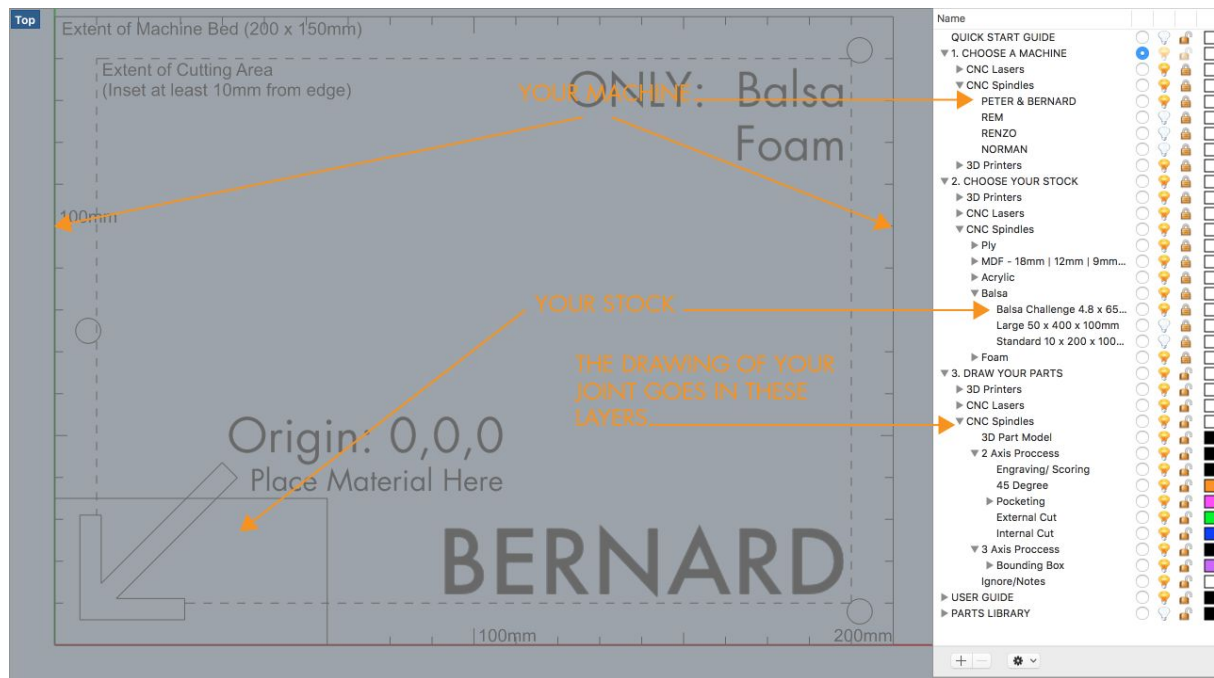 Top
Extent of Machine Bed (200 x 150mm)
Extent of Cutting Area
(Inset at least 10mm from edge)
ONLY: Balsa
Foam
YOUR MACHINE
100mm
YOUR STOCK
THE DRAWING OF YOUR
JOINT GOES IN THESE
LAYERS
Origin: 0,0,0
Place Material Here
BERNARD
100mm
200mm
Name
QUICK START GUIDE
1. CHOOSE A MACHINE
CNC Lasers
CNC Spindles
PETER & BERNARD
REM
RENZO
NORMAN
3D Printers
2. CHOOSE YOUR STOCK
3D Printers
CNC Lasers
CNC Spindles
Ply
MDF - 18mm | 12mm | 9mm...
Acrylic
Balsa
Balsa Challenge 4.8 x 65...
Large 50 x 400 x 100mm
Standard 10 x 200 x 100...
Foam
3. DRAW YOUR PARTS
3D Printers
CNC Lasers
CNC Spindles
3D Part Model
2 Axis Proccess
Engraving/ Scoring
45 Degree
Pocketing
External Cut
Internal Cut
3 Axis Proccess
Bounding Box
Ignore/Notes
USER GUIDE
PARTS LIBRARY